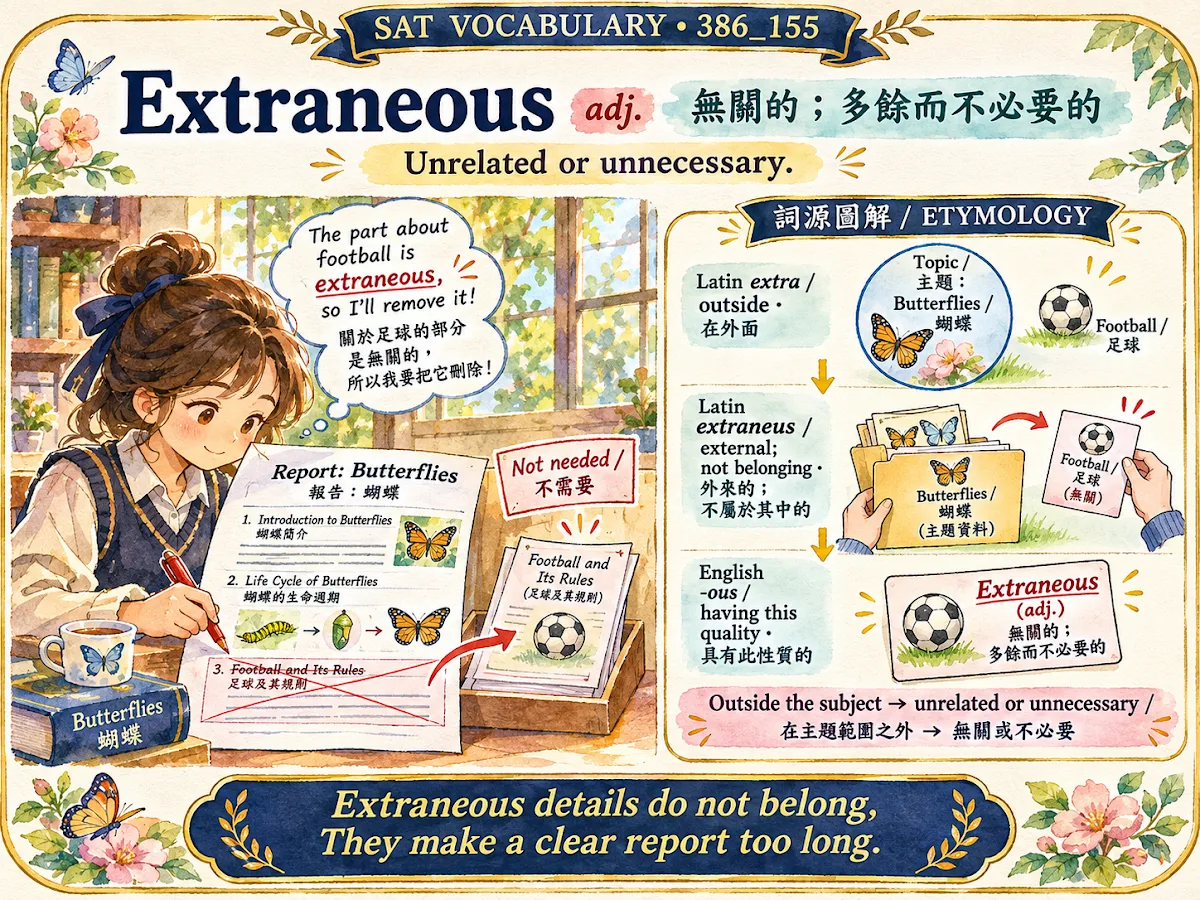 SAT VOCABULARY • 386_155
Extraneous adj. 無關的；多餘而不必要的
Unrelated or unnecessary.
The part about
football is
extraneous,
so I'll remove it!
關於足球的部分
是無關的，
所以我要把它刪除！
Report: Butterflies
報告：蝴蝶
1. Introduction to Butterflies
蝴蝶簡介
2. Life Cycle of Butterflies
蝴蝶的生命週期
3. Football and Its Rules
足球及其規則
Not needed /
不需要
Football and
Its Rules
(足球及其規則)
Butterflies
蝴蝶
詞源圖解 / ETYMOLOGY
Latin extra /
outside・
在外面
Topic /
主題：
Butterflies /
蝴蝶
Football /
足球
Latin
extraneus /
external;
not belonging・
外來的；
不屬於其中的
Butterflies /
蝴蝶
(主題資料)
Football /
足球
(無關)
English
-ous /
having this
quality・
具有此性質的
Extraneous
(adj.)
無關的；
多餘而不必要的
Outside the subject → unrelated or unnecessary /
在主題範圍之外 → 無關或不必要
Extraneous details do not belong,
They make a clear report too long.